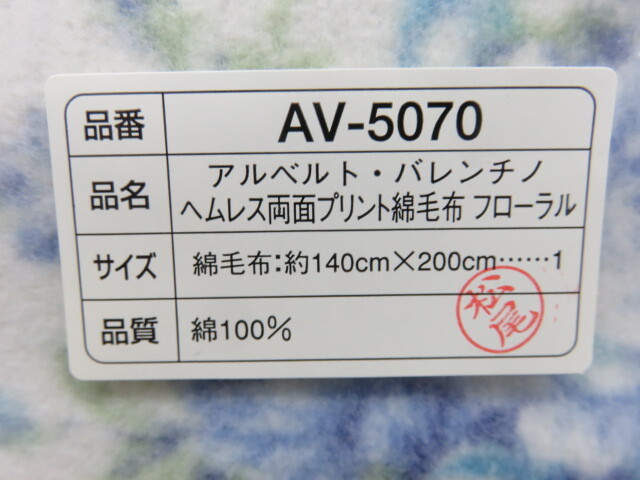 品番 AV-5070
品名 アルベルト・バレンチノ
ヘムレス両面プリント綿毛布 フローラル
サイズ 綿毛布:約140cm×200cm……1
品質 綿100%
松尾